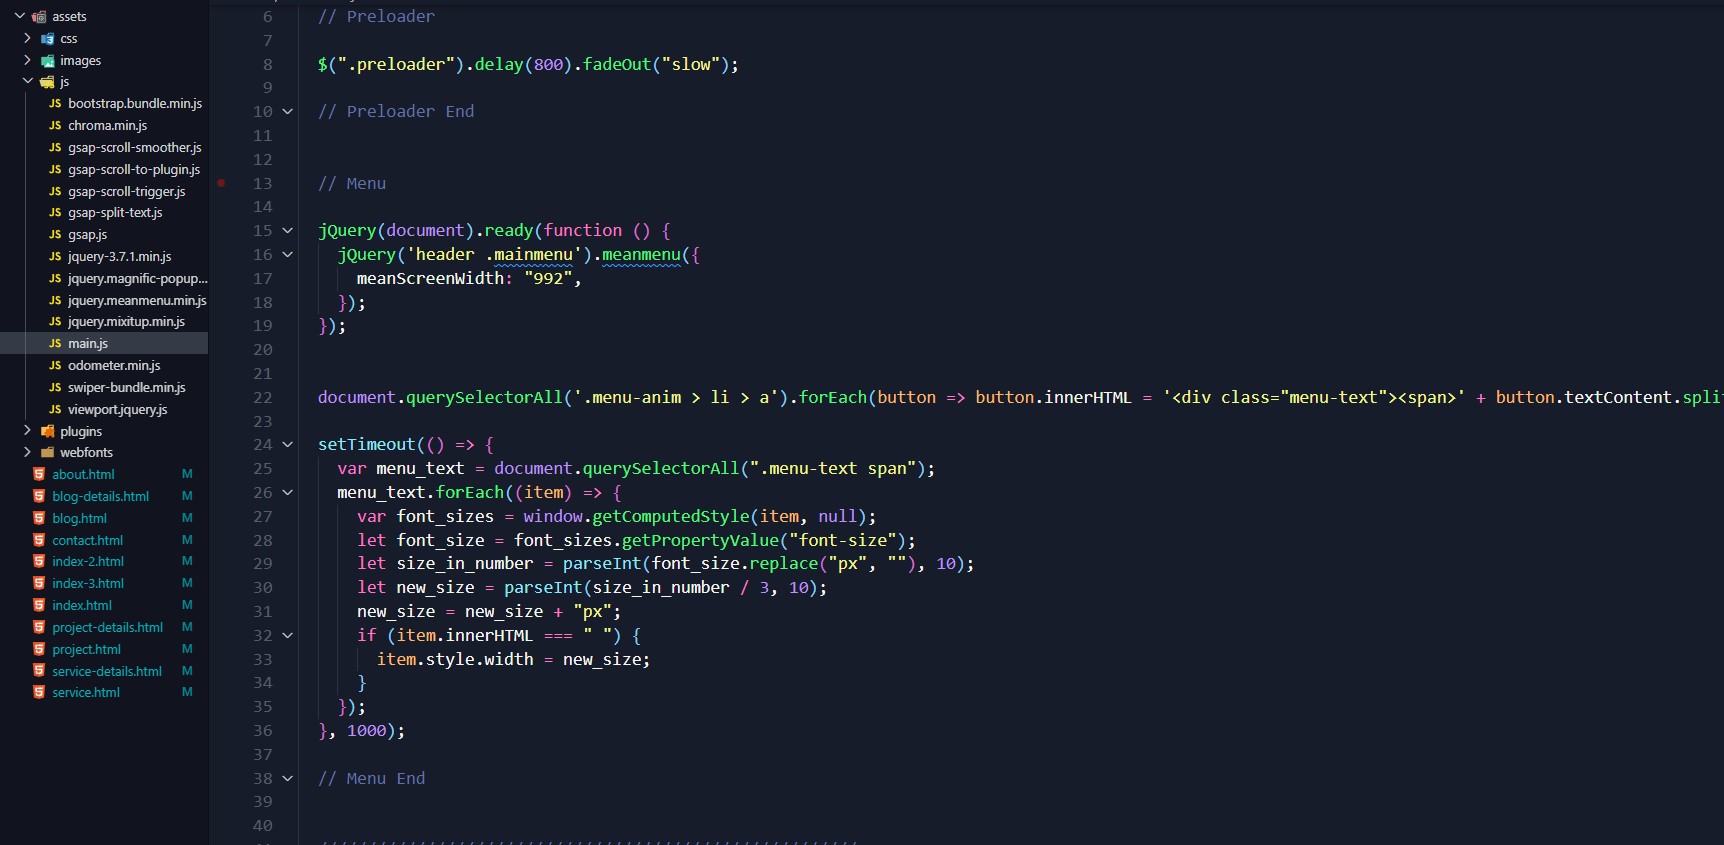 assets
css
images
js
JS bootstrap.bundle.min.js
JS chroma.min.js
JS gsap-scroll-smoother.js
JS gsap-scroll-to-plugin.js
JS gsap-scroll-trigger.js
JS gsap-split-text.js
JS gsap.js
JS jquery-3.7.1.min.js
JS jquery.magnific-popup...
JS jquery.meanmenu.min.js
JS jquery.mixitup.min.js
JS main.js
JS odometer.min.js
JS swiper-bundle.min.js
JS viewport.jquery.js
plugins
webfonts
about.html M
blog-details.html M
blog.html M
contact.html M
index-2.html M
index-3.html M
index.html M
project-details.html M
project.html M
service-details.html M
service.html M
6 // Preloader
7
8 $(".preloader").delay(800).fadeOut("slow");
9
10 // Preloader End
11
12
13 // Menu
14
15 jQuery(document).ready(function () {
16 jQuery('header .mainmenu').meanmenu({
17 meanScreenWidth: "992",
18 });
19 });
20
21
22 document.querySelectorAll('.menu-anim > li > a').forEach(button => button.innerHTML = '<div class="menu-text"><span>' + button.textContent.split
23
24 setTimeout(() => {
25 var menu_text = document.querySelectorAll(".menu-text span");
26 menu_text.forEach((item) => {
27 var font_sizes = window.getComputedStyle(item, null);
28 let font_size = font_sizes.getPropertyValue("font-size");
29 let size_in_number = parseInt(font_size.replace("px", ""), 10);
30 let new_size = parseInt(size_in_number / 3, 10);
31 new_size = new_size + "px";
32 if (item.innerHTML === " ") {
33 item.style.width = new_size;
34 }
35 });
36 }, 1000);
37
38 // Menu End
39
40